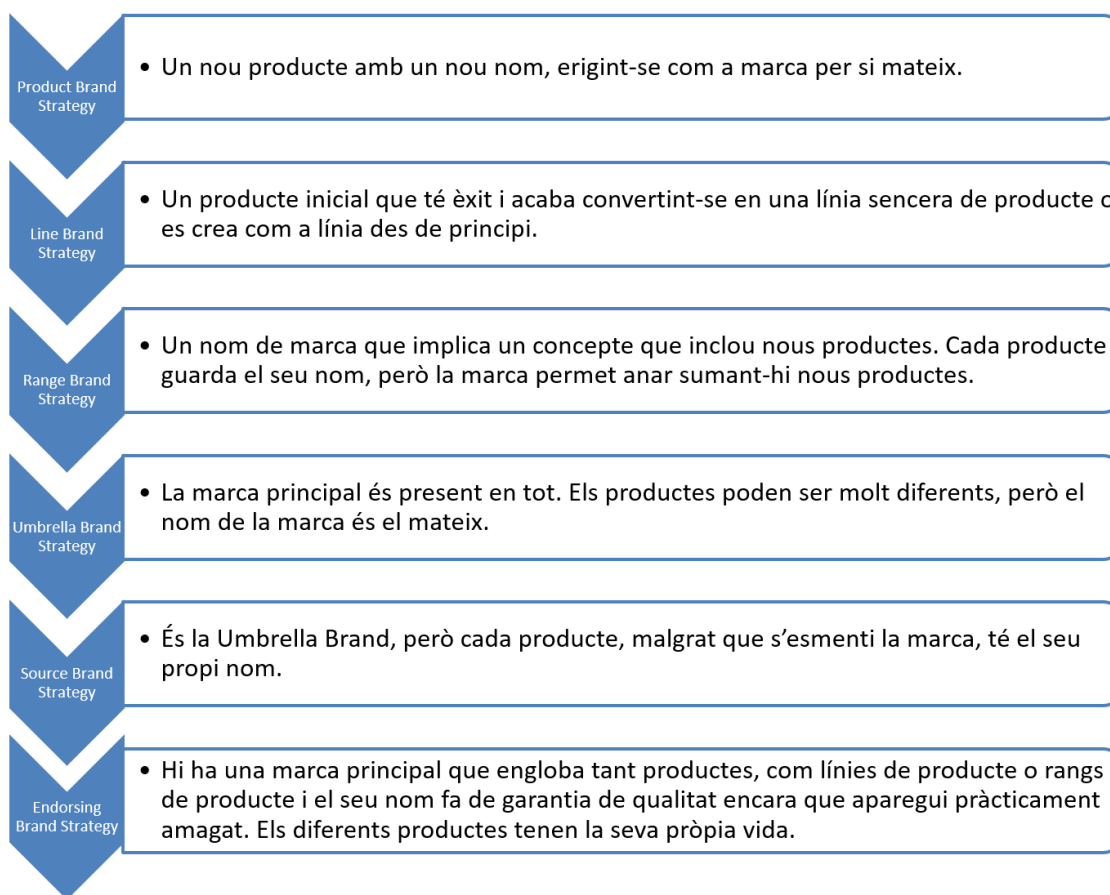 Product Brand
Strategy
• Un nou producte amb un nou nom, erigint-se com a marca per si mateix.
Line Brand
Strategy
• Un producte inicial que té èxit i acaba convertint-se en una línia sencera de producte o
es crea com a línia des de principi.
Range Brand
Strategy
• Un nom de marca que implica un concepte que inclou nous productes. Cada producte
guarda el seu nom, però la marca permet anar sumant-hi nous productes.
Umbrella Brand
Strategy
• La marca principal és present en tot. Els productes poden ser molt diferents, però el
nom de la marca és el mateix.
Source Brand
Strategy
• És la Umbrella Brand, però cada producte, malgrat que s’esmenti la marca, té el seu
propi nom.
Endorsing
Brand Strategy
• Hi ha una marca principal que engloba tant productes, com línies de producte o rangs
de producte i el seu nom fa de garantia de qualitat encara que aparegui pràcticament
amagat. Els diferents productes tenen la seva pròpia vida.